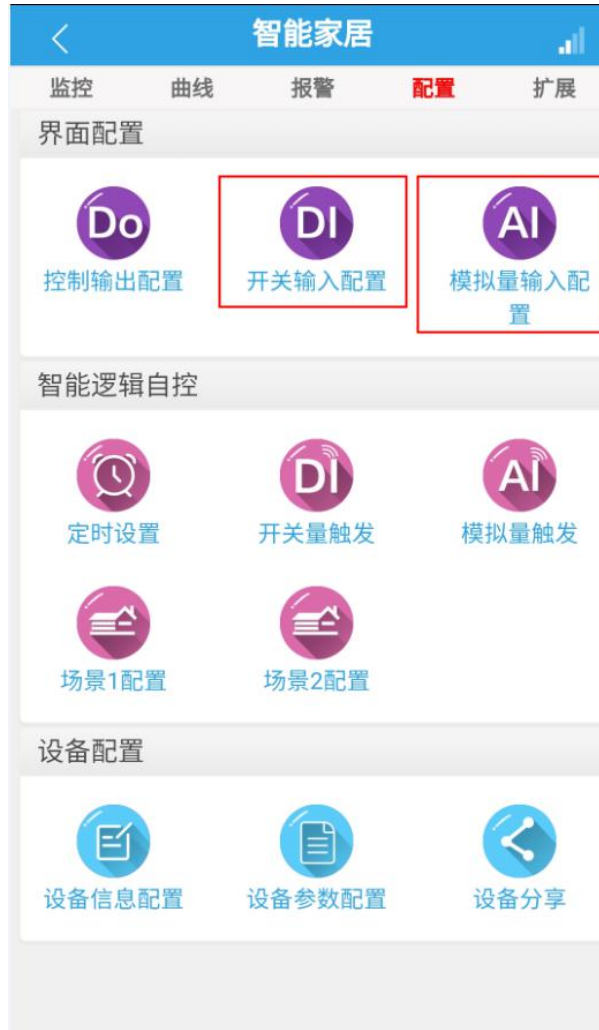 智能家居
监控 曲线 报警 配置 扩展
界面配置
Do DI AI
控制输出配置 开关输入配置 模拟量输入配
置
智能逻辑自控
DI AI
定时设置 开关量触发 模拟量触发
场景1配置 场景2配置
设备配置
设备信息配置 设备参数配置 设备分享